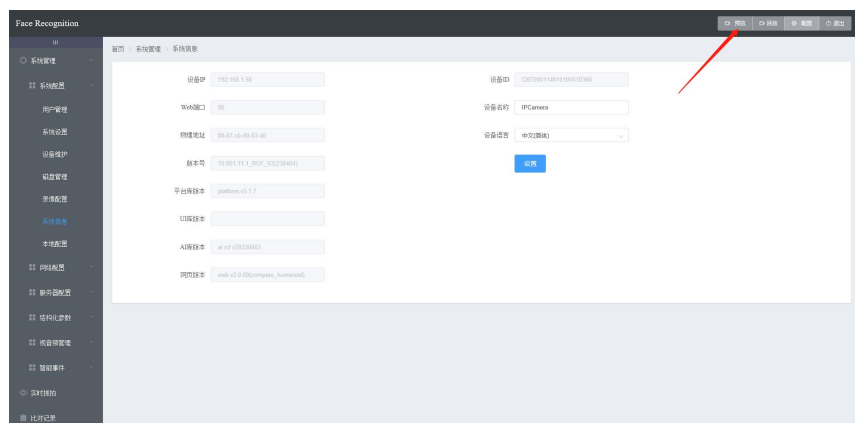 Face Recognition
预览
回放
配置
退出
首页 > 系统管理 > 系统信息
系统管理
系统配置
用户管理
系统设置
设备维护
磁盘管理
录像配置
系统信息
本地配置
网络配置
服务器配置
结构化参数
视音频管理
智能事件
实时抓拍
比对记录
设备IP 192.168.1.58
Web端口 80
物理地址
版本号
平台库版本 platform v5.1.7
UI库版本
AI库版本
网页版本
设备ID
设备名称 IPCamera
设备语言 中文(简体)
设置